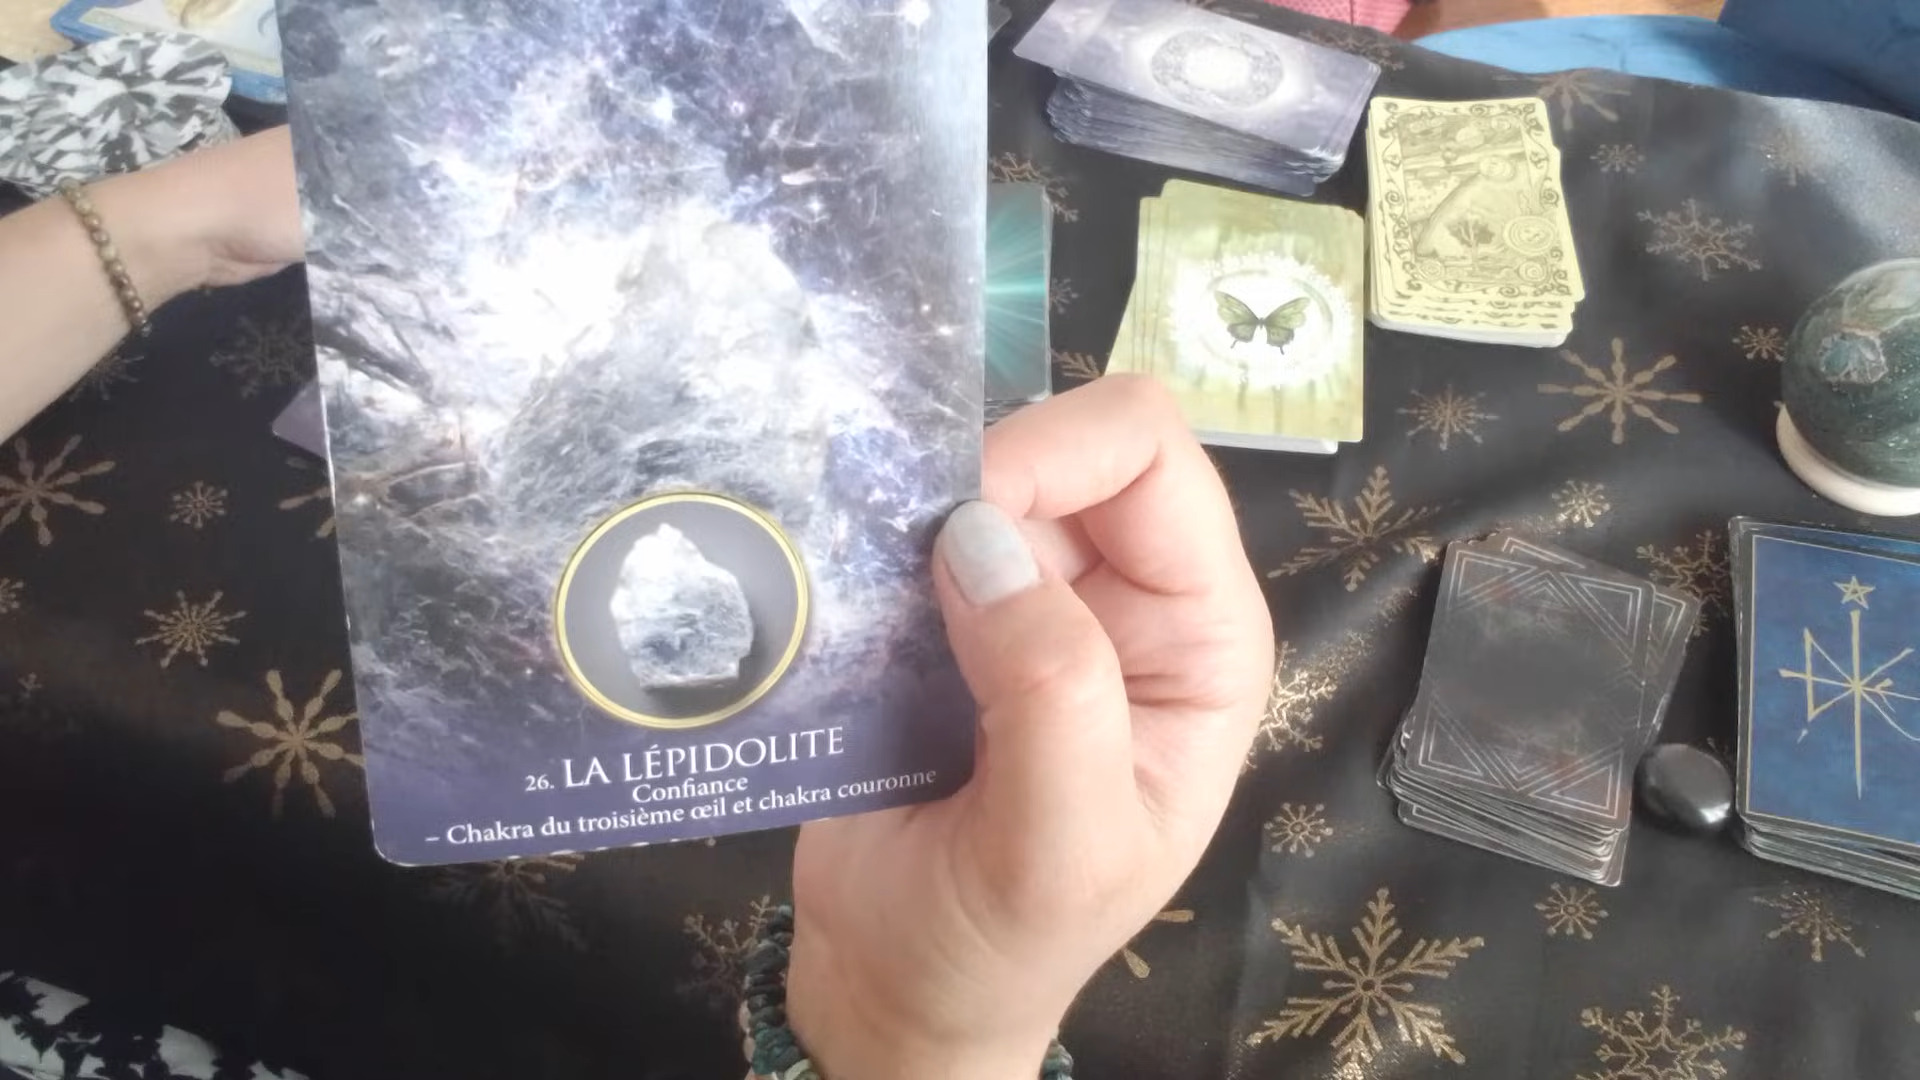 26. LA LÉPIDOLITE
Confiance
– Chakra du troisième œil et chakra couronne